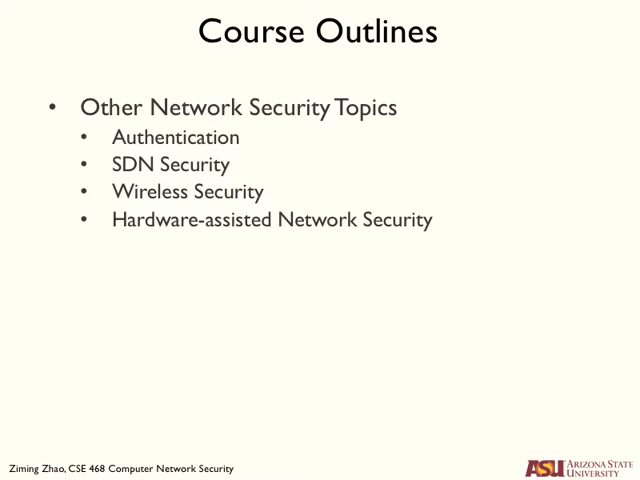 Course Outlines
• Other Network Security Topics
• Authentication
• SDN Security
• Wireless Security
• Hardware-assisted Network Security
Ziming Zhao, CSE 468 Computer Network Security
ASU ARIZONA STATE
UNIVERSITY